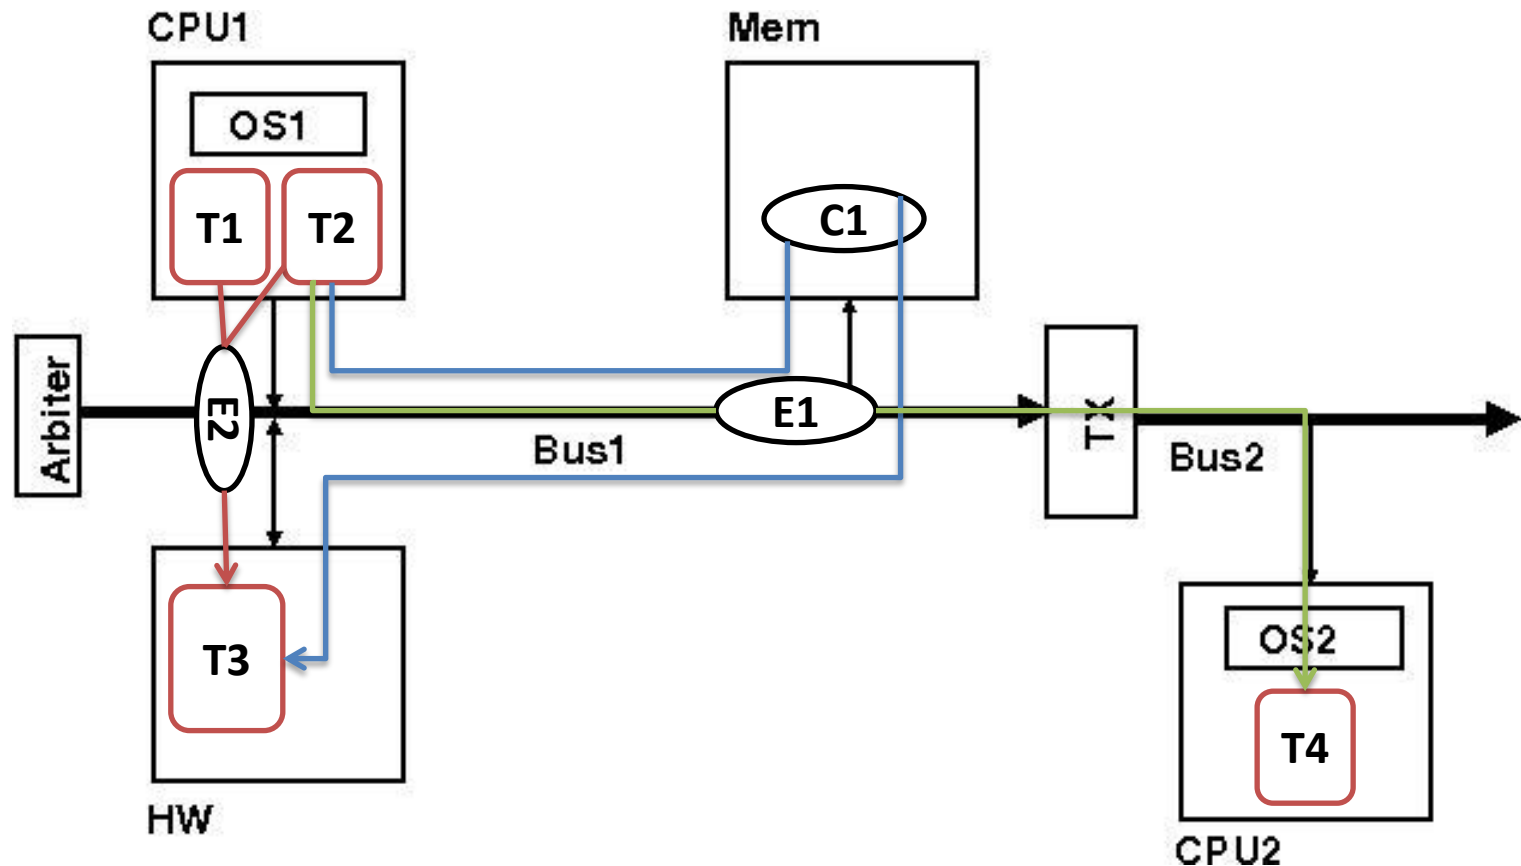 CPU1
Mem
OS1
T1
T2
C1
Arbiter
E2
E1
TX
Bus1
Bus2
T3
OS2
T4
HW
CPU2